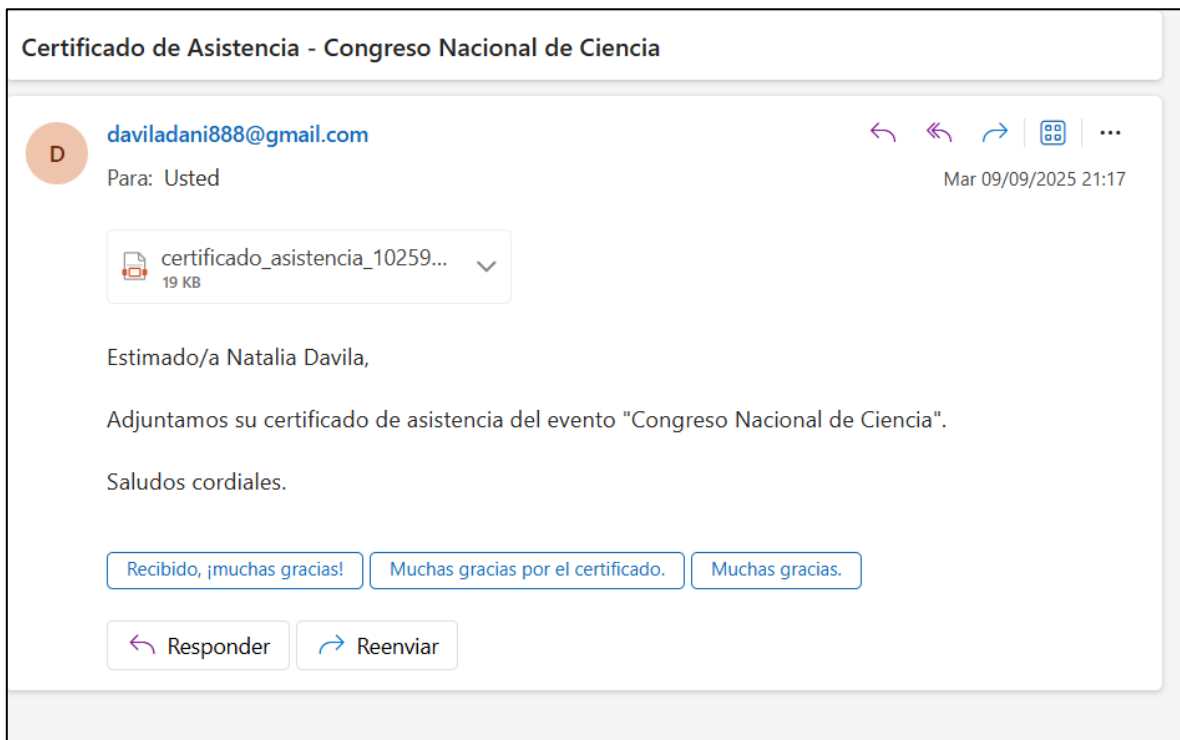 Certificado de Asistencia - Congreso Nacional de Ciencia
D
daviladani888@gmail.com
Para: Usted
Mar 09/09/2025 21:17
certificado_asistencia_10259...
19 KB
Estimado/a Natalia Davila,
Adjuntamos su certificado de asistencia del evento "Congreso Nacional de Ciencia".
Saludos cordiales.
Recibido, ¡muchas gracias!
Muchas gracias por el certificado.
Muchas gracias.
Responder
Reenviar